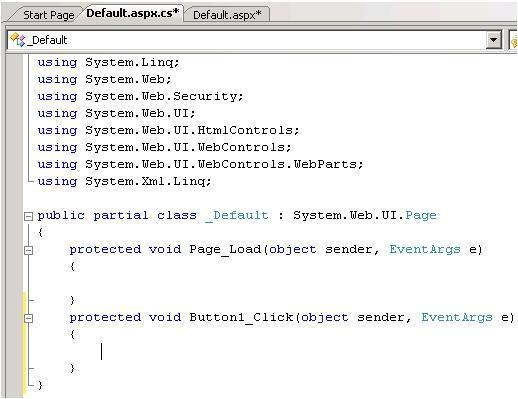 Start Page Default.aspx.cs* Default.aspx*
_Default
using System.Linq;
using System.Web;
using System.Web.Security;
using System.Web.UI;
using System.Web.UI.HtmlControls;
using System.Web.UI.WebControls;
using System.Web.UI.WebControls.WebParts;
using System.Xml.Linq;
public partial class _Default : System.Web.UI.Page
{
protected void Page_Load(object sender, EventArgs e)
{
}
protected void Button1_Click(object sender, EventArgs e)
{
}
}